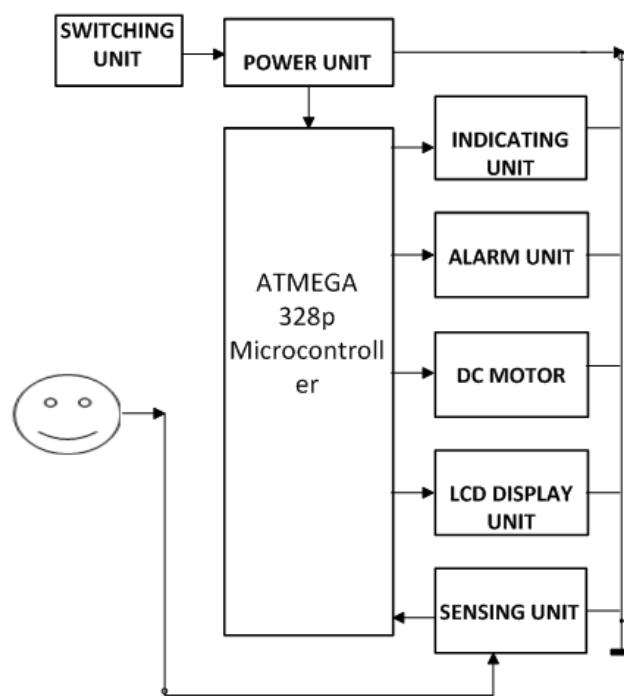 SWITCHING
UNIT
POWER UNIT
INDICATING
UNIT
ALARM UNIT
ATMEGA
328p
Microcontroll
er
DC MOTOR
LCD DISPLAY
UNIT
SENSING UNIT